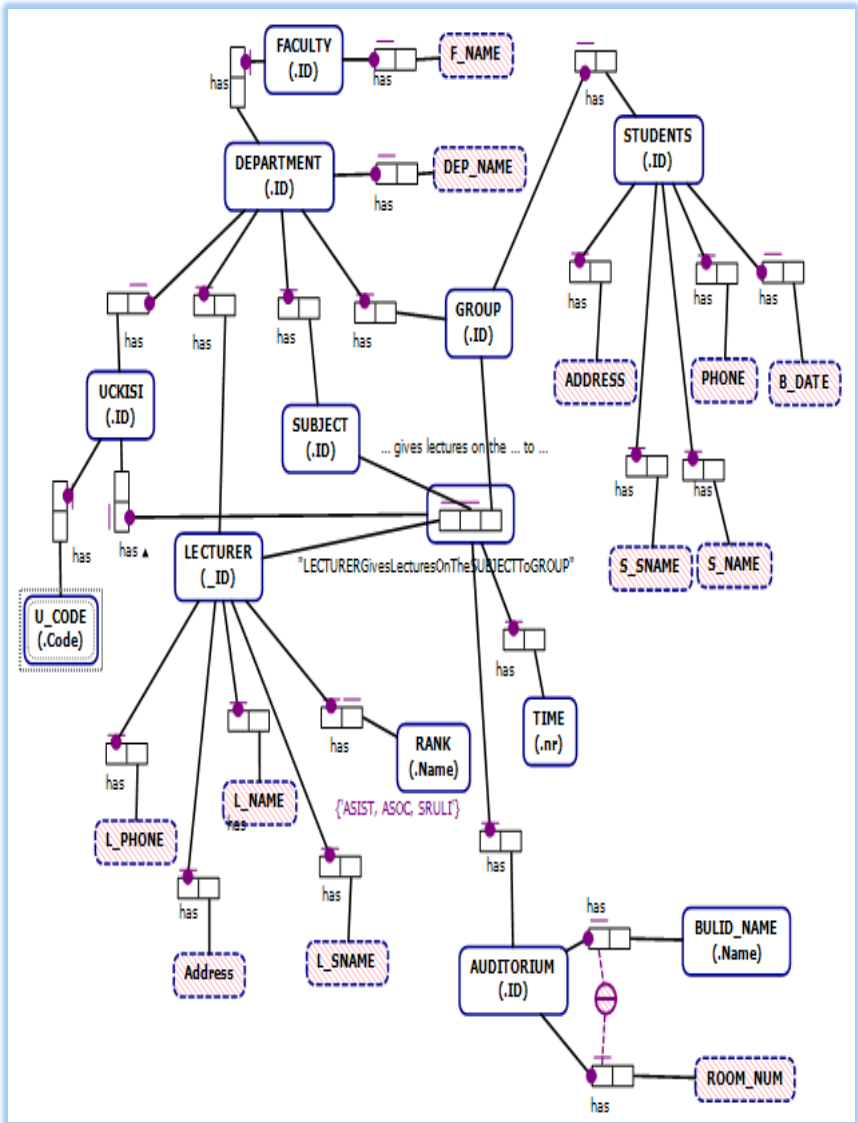 FACULTY
(.ID)
has
F_NAME
has
has
STUDENTS
(.ID)
DEPARTMENT
(.ID)
has
DEP_NAME
has
has
has
has
GROUP
(.ID)
has
has
has
ADDRESS
PHONE
B_DATE
UCKISI
(.ID)
SUBJECT
(.ID)
... gives lectures on the ... to ...
has
has
S_SNAME
S_NAME
has
has ▲
LECTURER
(_ID)
"LECTURERGivesLecturesOnTheSUBJECTToGROUP"
U_CODE
(.Code)
has
TIME
(.nr)
has
RANK
(.Name)
{'ASIST, ASOC, SRULI'}
has
L_PHONE
L_NAME
has
has
L_SNAME
has
Address
has
AUDITORIUM
(.ID)
has
BULID_NAME
(.Name)
has
ROOM_NUM